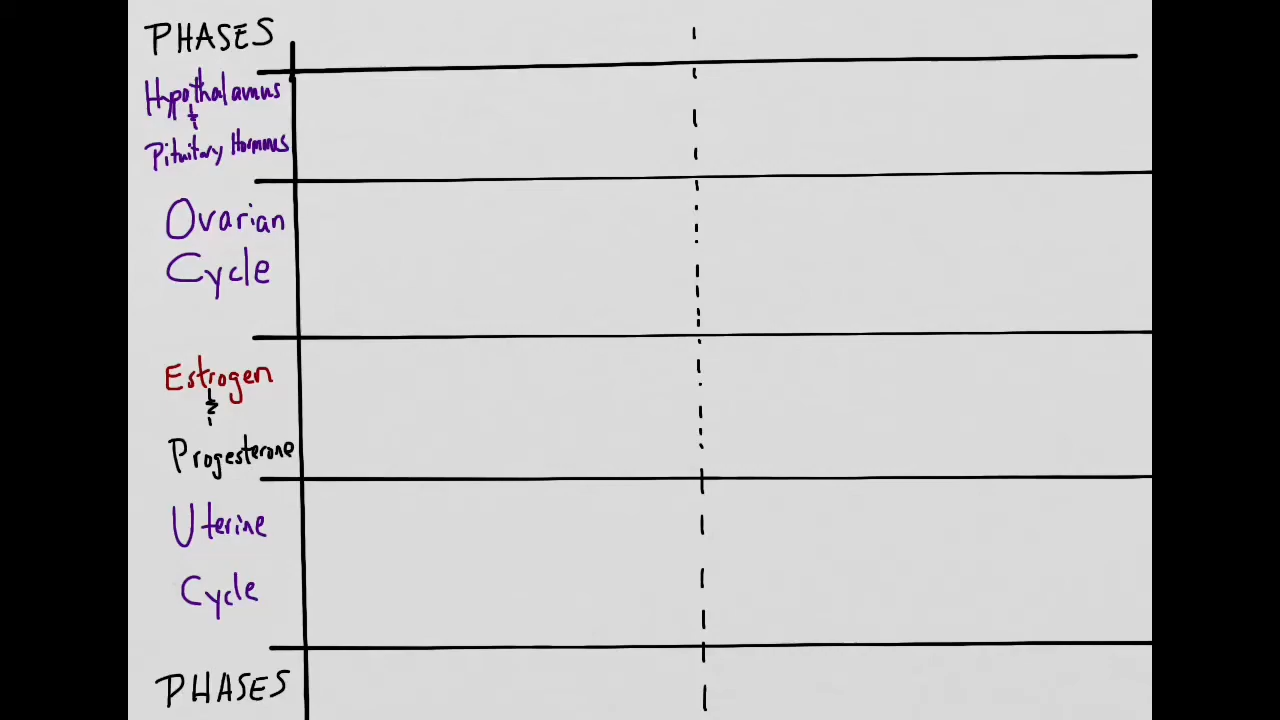 PHASES
Hypothalamus
&
Pituitary Hormones
Ovarian
Cycle
Estrogen
&
Progesterone
Uterine
Cycle
PHASES